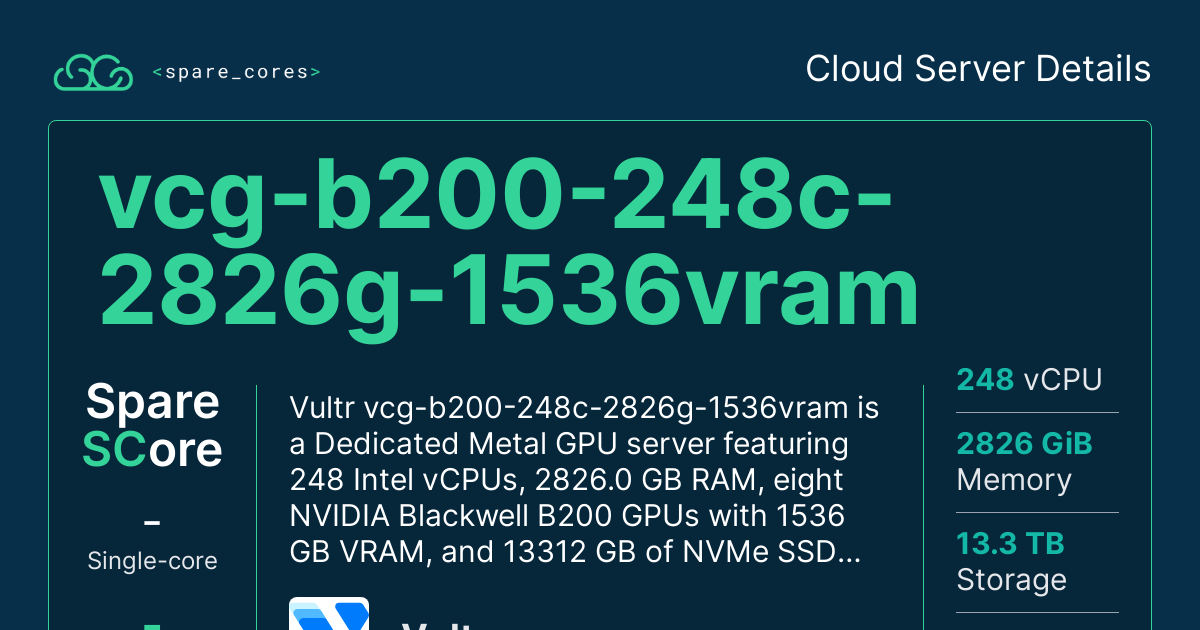 <spare_cores>
Cloud Server Details
vcg-b200-248c-
2826g-1536vram
Spare
SCore
–
Single-core
Vultr vcg-b200-248c-2826g-1536vram is
a Dedicated Metal GPU server featuring
248 Intel vCPUs, 2826.0 GB RAM, eight
NVIDIA Blackwell B200 GPUs with 1536
GB VRAM, and 13312 GB of NVMe SSD...
248 vCPU
2826 GiB
Memory
13.3 TB
Storage